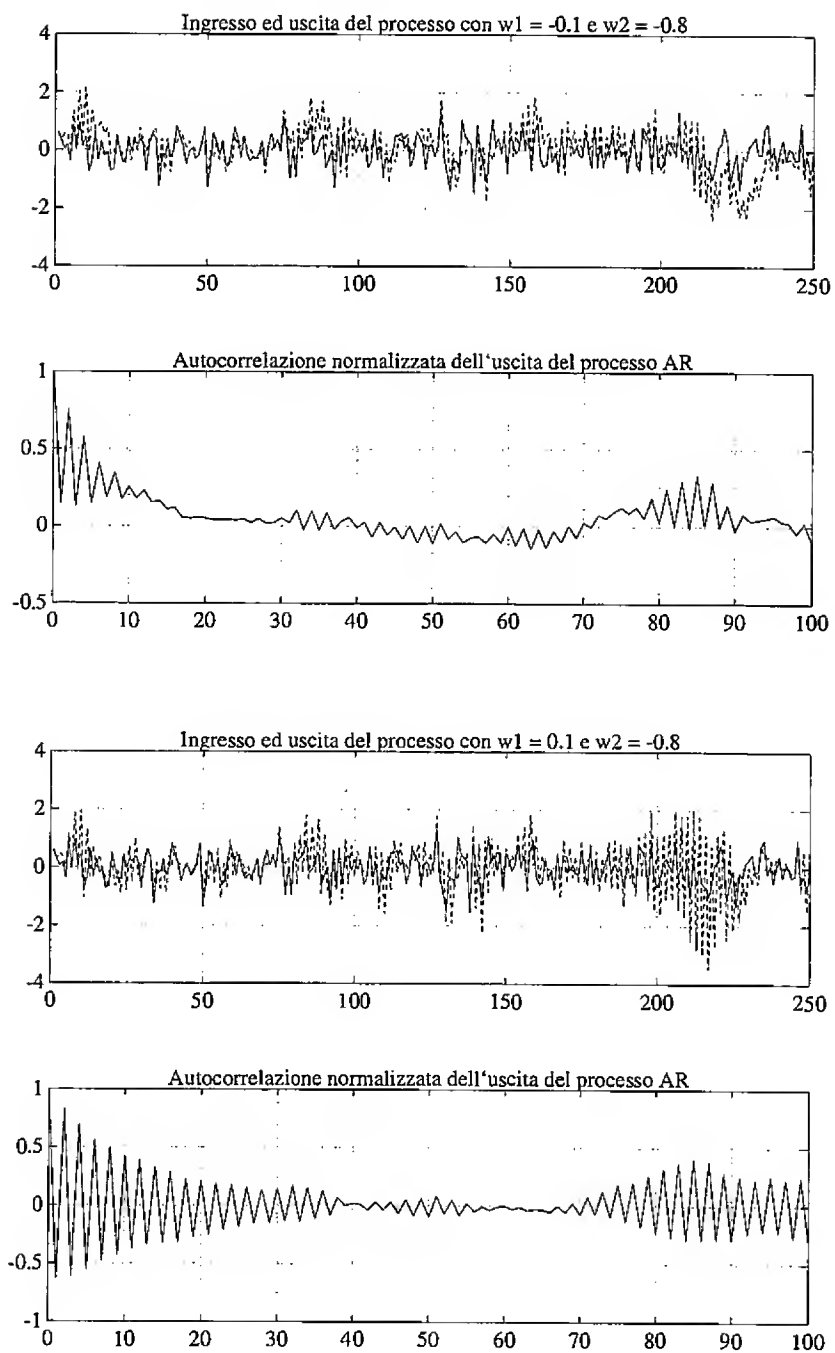 Ingresso ed uscita del processo con w1 = -0.1 e w2 = -0.8
4
2
0
-2
-4
0 50 100 150 200 250
Autocorrelazione normalizzata dell'uscita del processo AR
1
0.5
0
-0.5
0 10 20 30 40 50 60 70 80 90 100
Ingresso ed uscita del processo con w1 = 0.1 e w2 = -0.8
4
2
0
-2
-4
0 50 100 150 200 250
Autocorrelazione normalizzata dell'uscita del processo AR
1
0.5
0
-0.5
-1
0 10 20 30 40 50 60 70 80 90 100